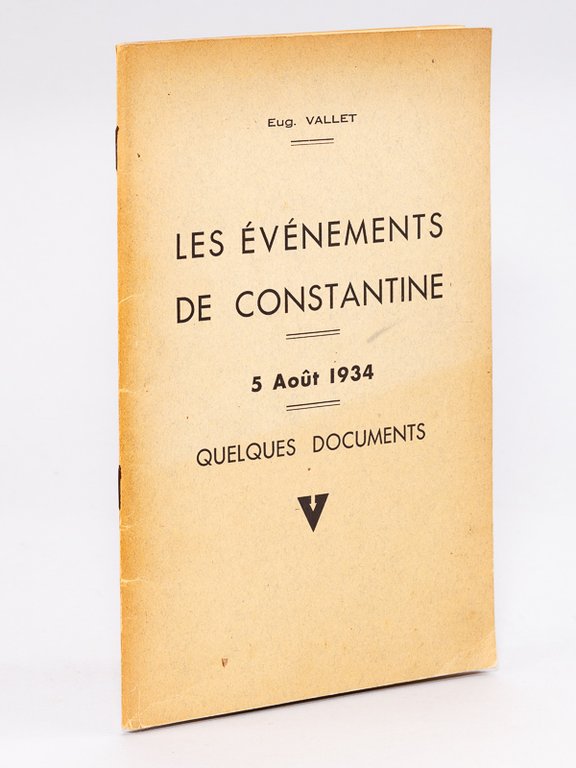 Eug. VALLET
LES ÉVÉNEMENTS
DE CONSTANTINE
5 Août 1934
QUELQUES DOCUMENTS
V